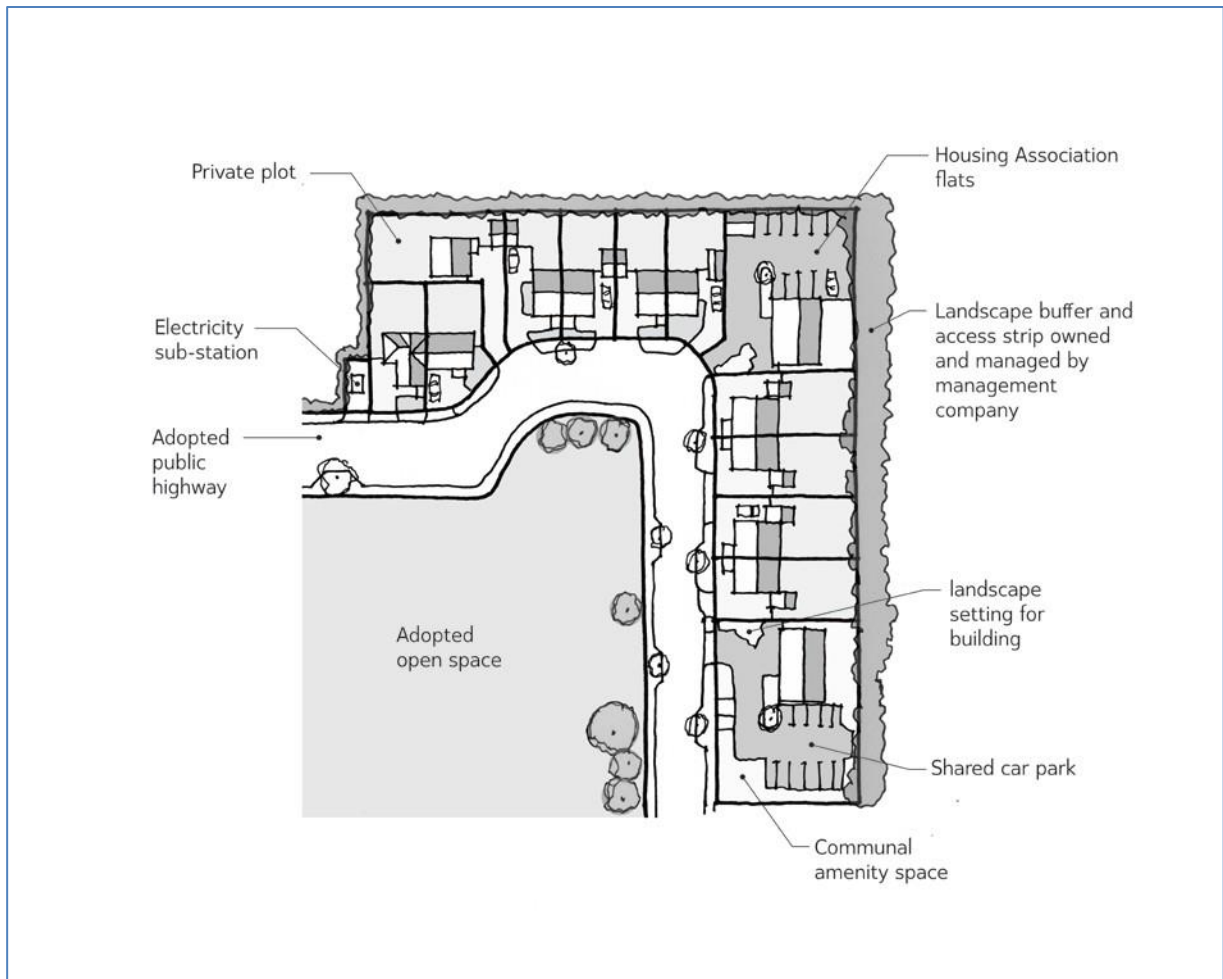 Private plot
Housing Association
flats
Electricity
sub-station
Landscape buffer and
access strip owned
and managed by
management
company
Adopted
public
highway
landscape
setting for
building
Adopted
open space
Shared car park
Communal
amenity space